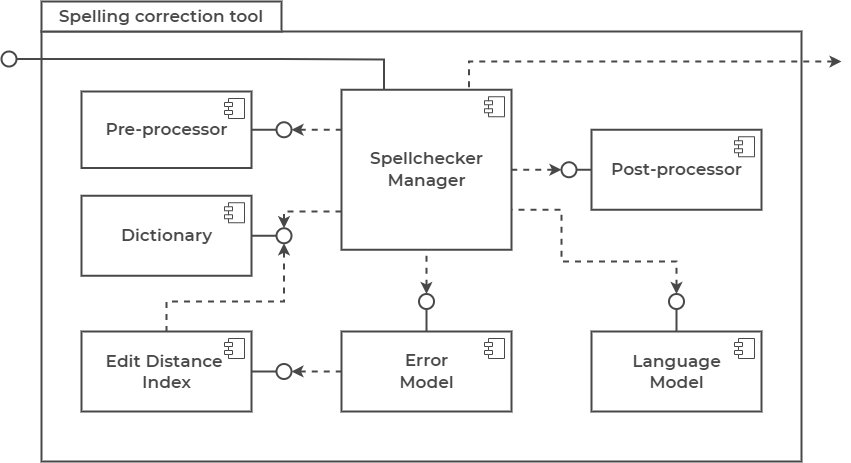 Spelling correction tool
Pre-processor
Spellchecker
Manager
Post-processor
Dictionary
Edit Distance
Index
Error
Model
Language
Model